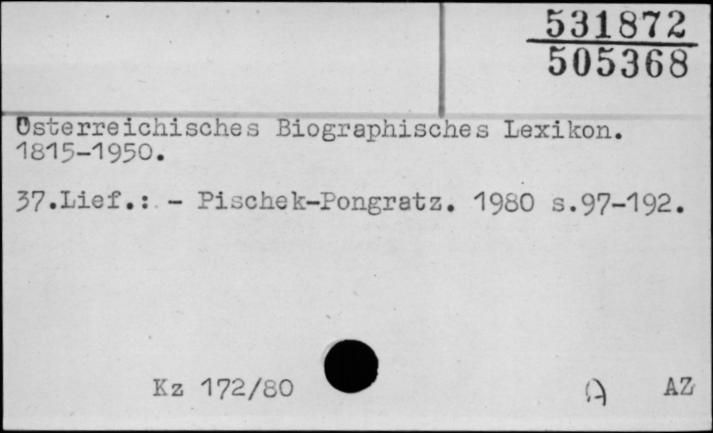 531872
505368
Österreichisches Biographisches Lexikon.
1815-1950.
37.Lief.: - Pischek-Pongratz. 1980 s.97-192.
Kz 172/80
AZ